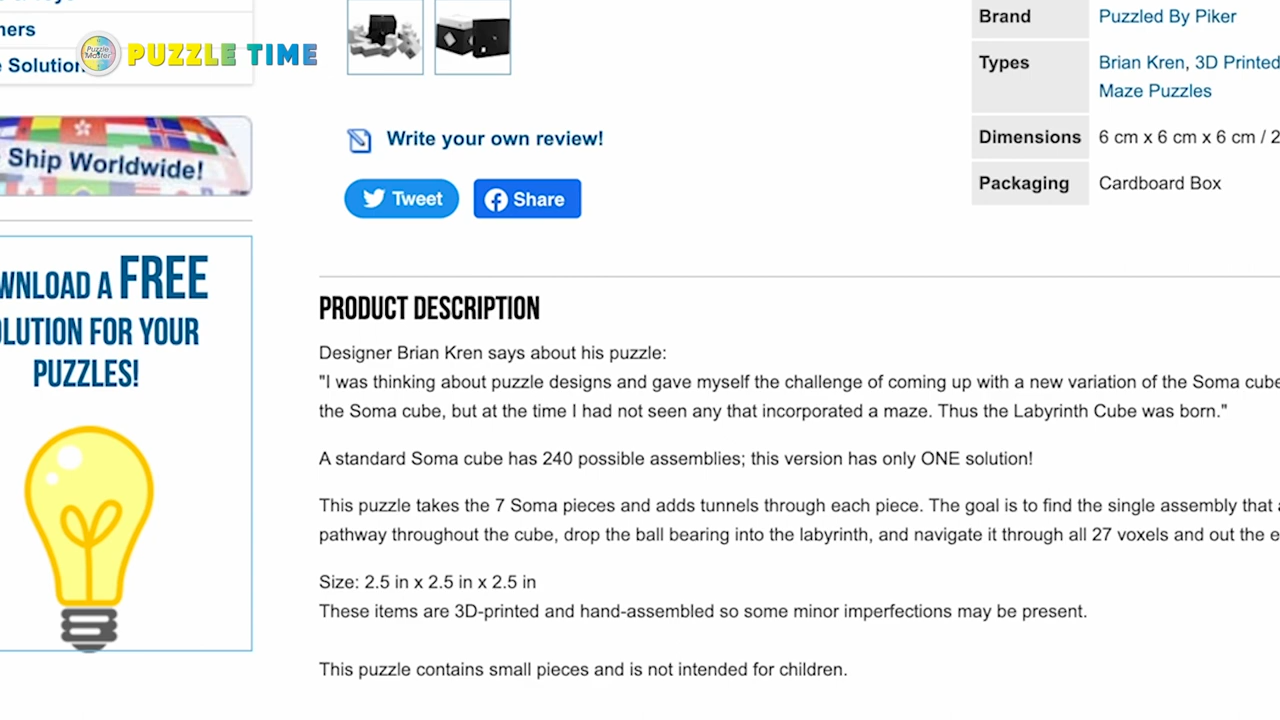 ners
Solution
Puzzle Master
PUZZLE TIME
Ship Worldwide!
WNLOAD A FREE
OLUTION FOR YOUR
PUZZLES!
Write your own review!
Tweet
Share
Brand Puzzled By Piker
Types Brian Kren, 3D Printed
Maze Puzzles
Dimensions 6 cm x 6 cm x 6 cm / 2
Packaging Cardboard Box
PRODUCT DESCRIPTION
Designer Brian Kren says about his puzzle:
"I was thinking about puzzle designs and gave myself the challenge of coming up with a new variation of the Soma cube
the Soma cube, but at the time I had not seen any that incorporated a maze. Thus the Labyrinth Cube was born."
A standard Soma cube has 240 possible assemblies; this version has only ONE solution!
This puzzle takes the 7 Soma pieces and adds tunnels through each piece. The goal is to find the single assembly that
pathway throughout the cube, drop the ball bearing into the labyrinth, and navigate it through all 27 voxels and out the e
Size: 2.5 in x 2.5 in x 2.5 in
These items are 3D-printed and hand-assembled so some minor imperfections may be present.
This puzzle contains small pieces and is not intended for children.